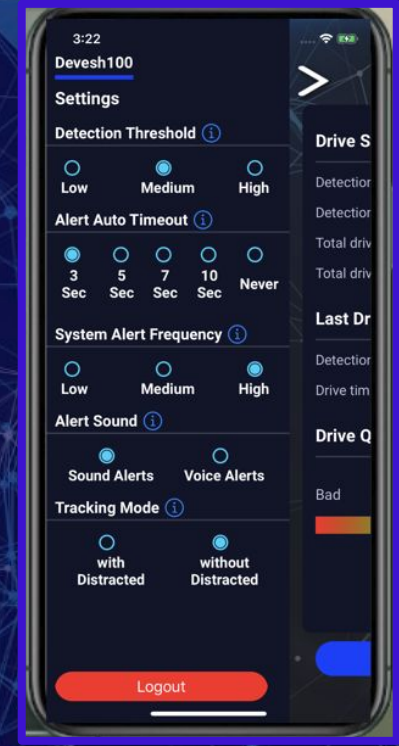 3:22
Devesh100
Settings
Detection Threshold
Low Medium High
Alert Auto Timeout
3 Sec 5 Sec 7 Sec 10 Sec Never
System Alert Frequency
Low Medium High
Alert Sound
Sound Alerts Voice Alerts
Tracking Mode
with Distracted without Distracted
Logout
Drive S
Detection
Detection
Total driv
Total driv
Last Dr
Detection
Drive tim
Drive Q
Bad